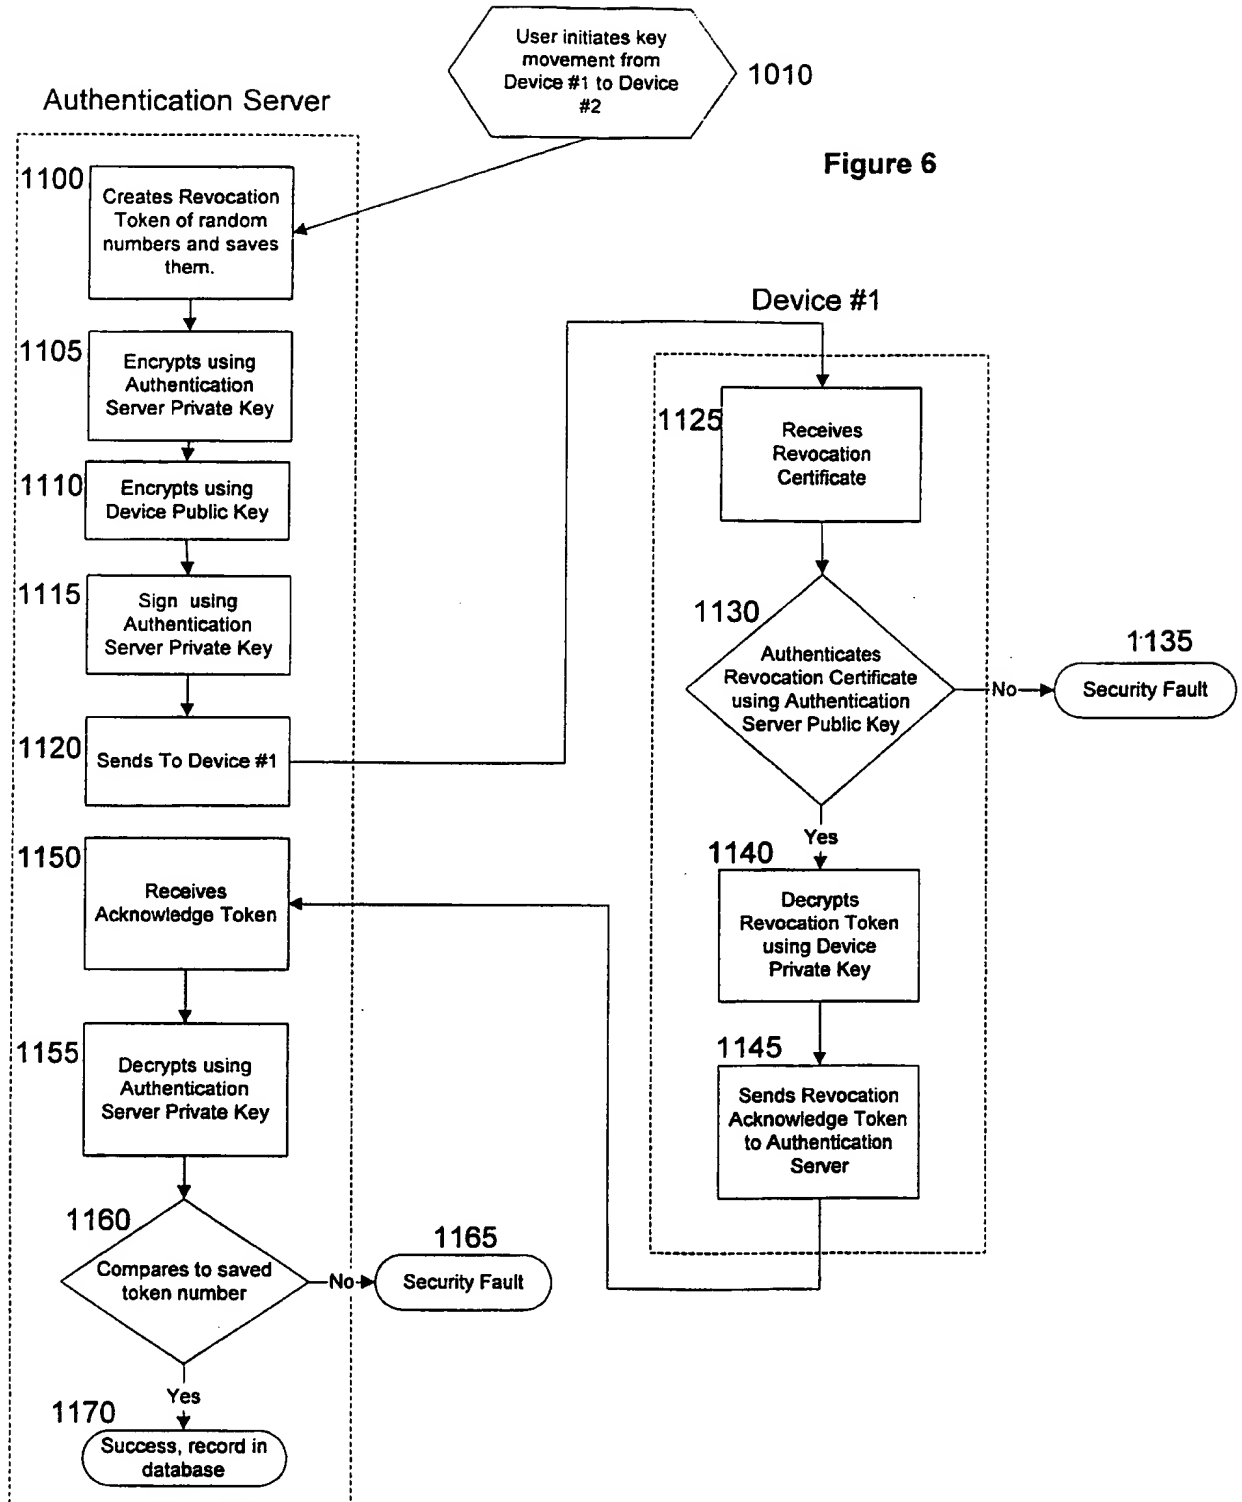 User initiates key
movement from
Device #1 to Device
#2
1010
Authentication Server
Figure 6
1100
Creates Revocation
Token of random
numbers and saves
them.
1105
Encrypts using
Authentication
Server Private Key
1110
Encrypts using
Device Public Key
1115
Sign using
Authentication
Server Private Key
1120
Sends To Device #1
Device #1
1125
Receives
Revocation
Certificate
1130
Authenticates
Revocation Certificate
using Authentication
Server Public Key
No
1135
Security Fault
Yes
1140
Decrypts
Revocation Token
using Device
Private Key
1145
Sends Revocation
Acknowledge Token
to Authentication
Server
1150
Receives
Acknowledge Token
1155
Decrypts using
Authentication
Server Private Key
1160
Compares to saved
token number
No
1165
Security Fault
Yes
1170
Success, record in
database